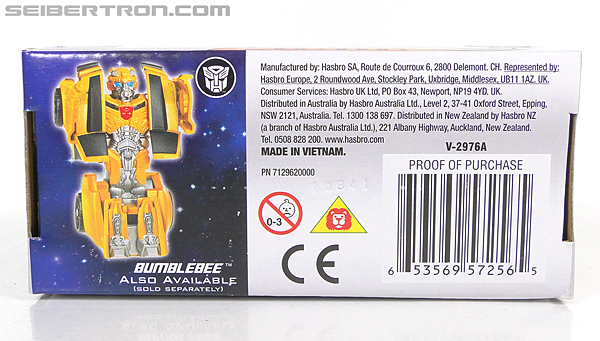 SEIBERTRON.COM
Manufactured by: Hasbro SA, Route de Courroux 6, 2800 Delemont. CH. Represented by:
Hasbro Europe, 2 Roundwood Ave, Stockley Park, Uxbridge, Middlesex, UB11 1AZ. UK.
Consumer Services: Hasbro UK Ltd, PO Box 43, Newport, NP19 4YD. UK.
Distributed in Australia by Hasbro Australia Ltd., Level 2, 37-41 Oxford Street, Epping,
NSW 2121, Australia. Tel. 1300 138 697. Distributed in New Zealand by Hasbro NZ
(a branch of Hasbro Australia Ltd.), 221 Albany Highway, Auckland, New Zealand.
Tel. 0508 828 200. www.hasbro.com
MADE IN VIETNAM.
V-2976A
PN 7129620000
10841
PROOF OF PURCHASE
0-3
CE
6 53569 57256 5
BUMBLEBEE™
ALSO AVAILABLE
(SOLD SEPARATELY)
SEIBERTRON.COM